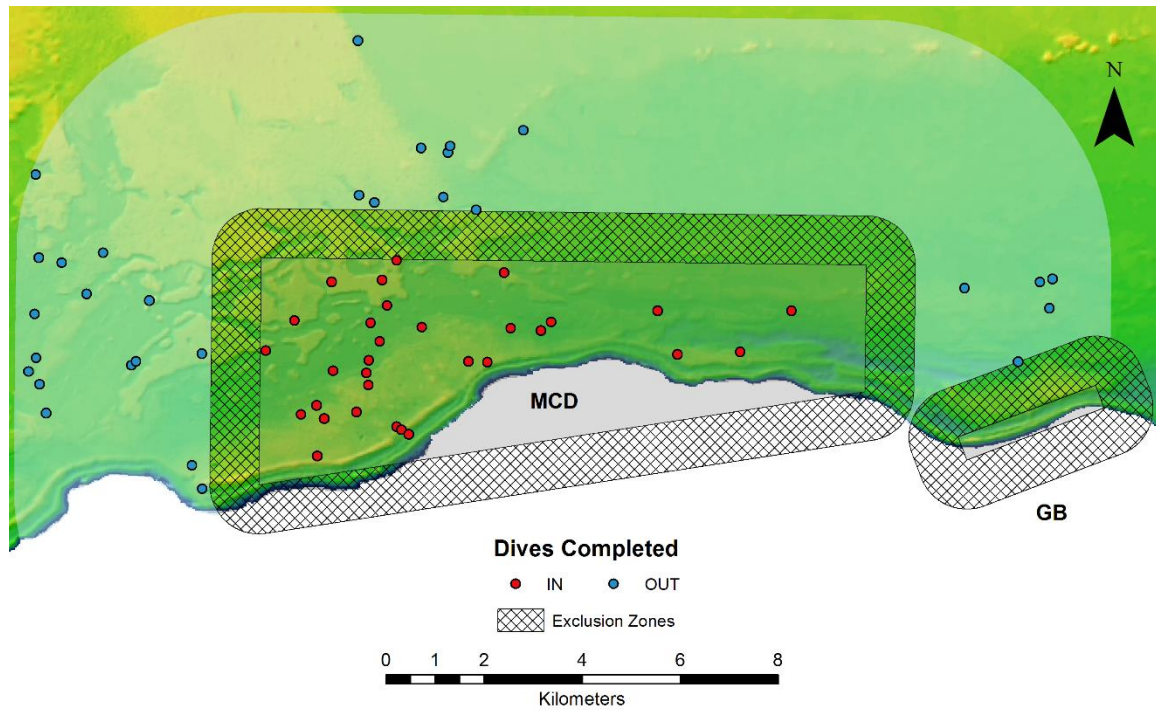 N
MCD
GB
Dives Completed
IN OUT
Exclusion Zones
0 1 2 4 6 8
Kilometers